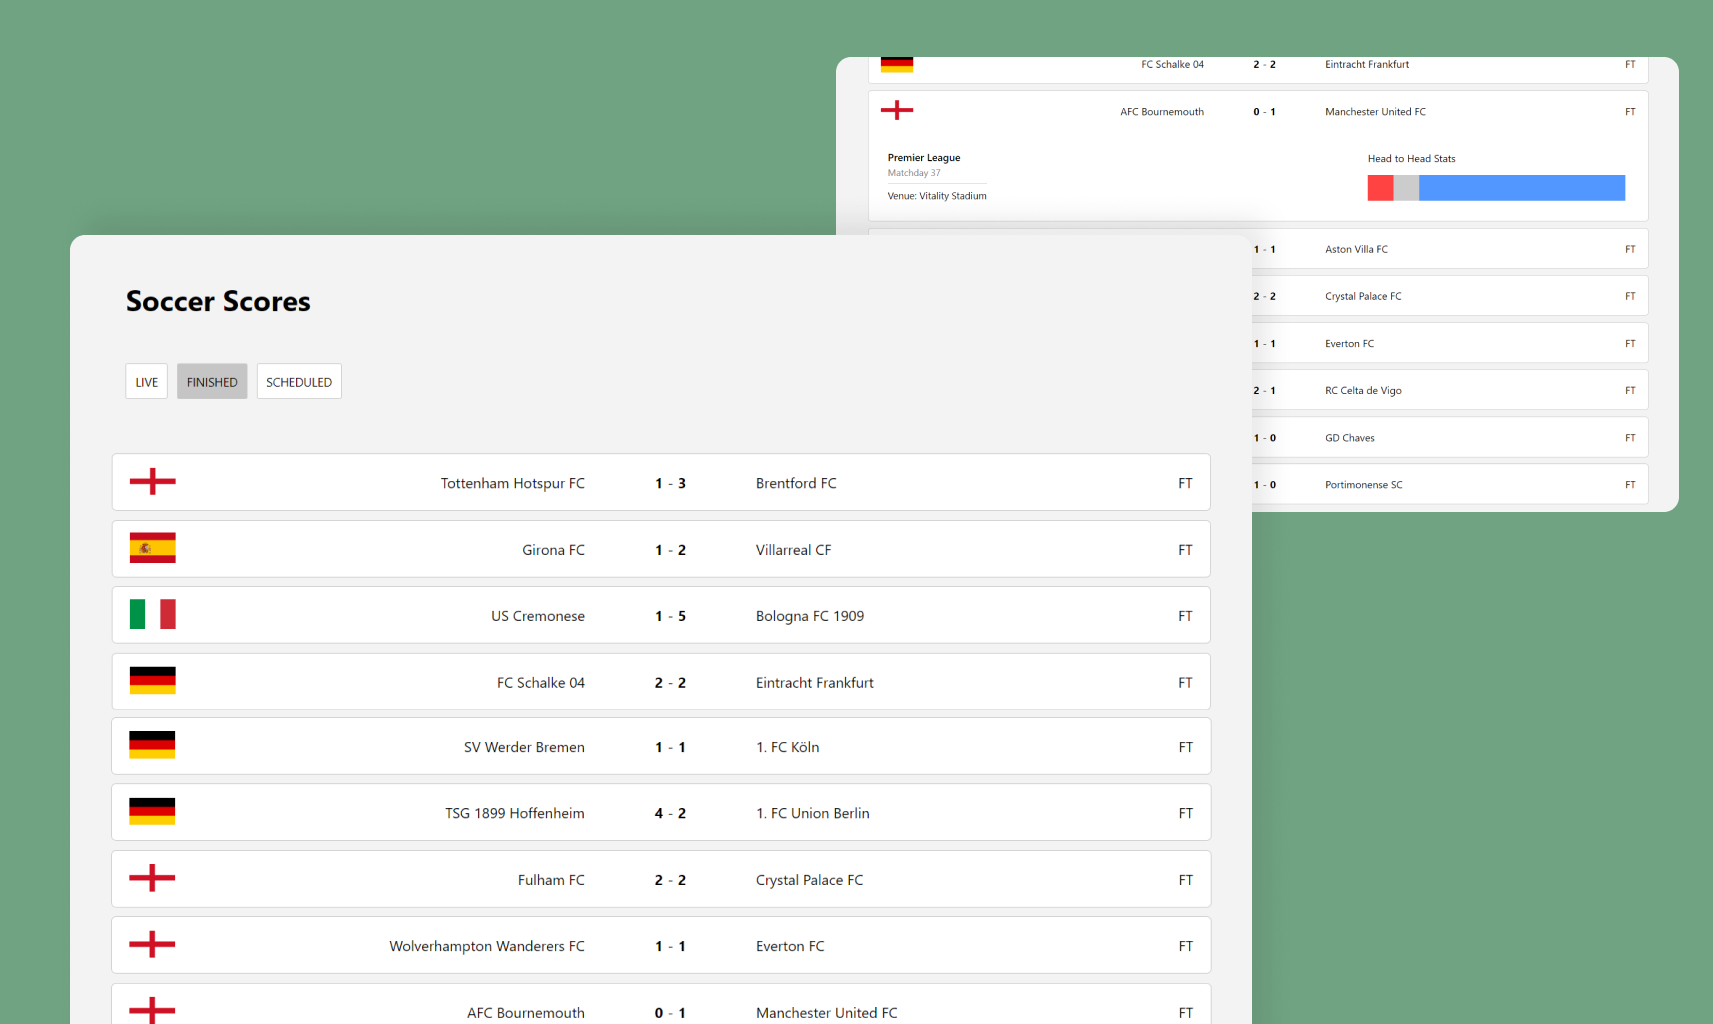 FC Schalke 04 2 - 2 Eintracht Frankfurt FT
AFC Bournemouth 0 - 1 Manchester United FC FT
Premier League
Matchday 37
Venue: Vitality Stadium
Head to Head Stats
1 - 1 Aston Villa FC FT
2 - 2 Crystal Palace FC FT
1 - 1 Everton FC FT
2 - 1 RC Celta de Vigo FT
1 - 0 GD Chaves FT
1 - 0 Portimonense SC FT
Soccer Scores
LIVE FINISHED SCHEDULED
Tottenham Hotspur FC 1 - 3 Brentford FC FT
Girona FC 1 - 2 Villarreal CF FT
US Cremonese 1 - 5 Bologna FC 1909 FT
FC Schalke 04 2 - 2 Eintracht Frankfurt FT
SV Werder Bremen 1 - 1 1. FC Köln FT
TSG 1899 Hoffenheim 4 - 2 1. FC Union Berlin FT
Fulham FC 2 - 2 Crystal Palace FC FT
Wolverhampton Wanderers FC 1 - 1 Everton FC FT
AFC Bournemouth 0 - 1 Manchester United FC FT